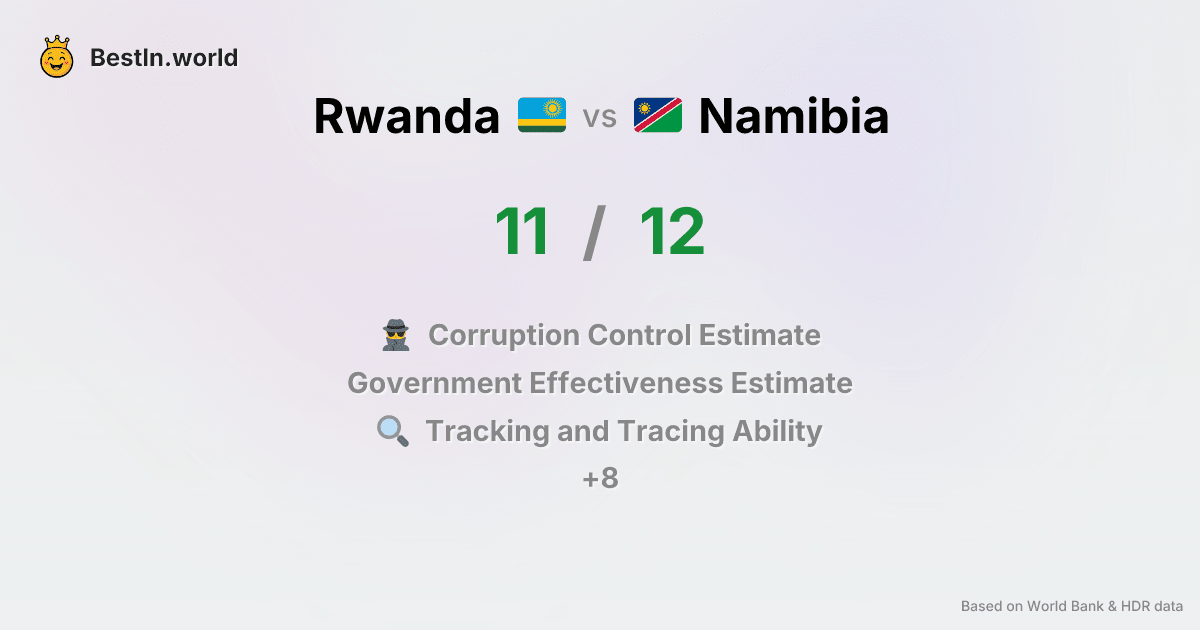 BestIn.world
Rwanda vs Namibia
11 / 12
Corruption Control Estimate
Government Effectiveness Estimate
Tracking and Tracing Ability
+8
Based on World Bank & HDR data